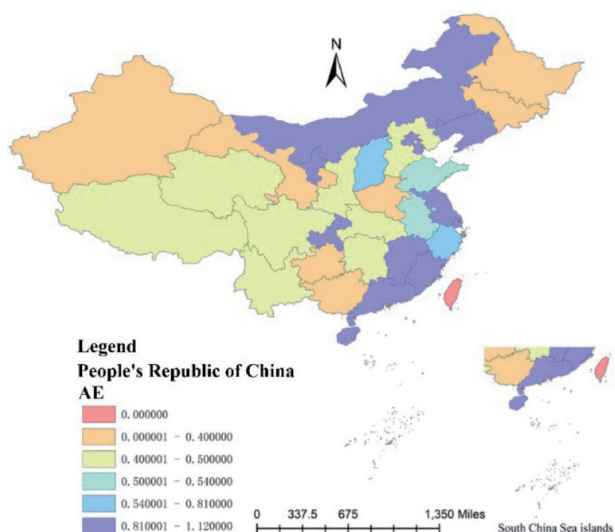 N
Legend
People's Republic of China
AE
0.000000
0.000001 - 0.400000
0.400001 - 0.500000
0.500001 - 0.540000
0.540001 - 0.810000
0.810001 - 1.120000
0 337.5 675 1,350 Miles
South China Sea islands